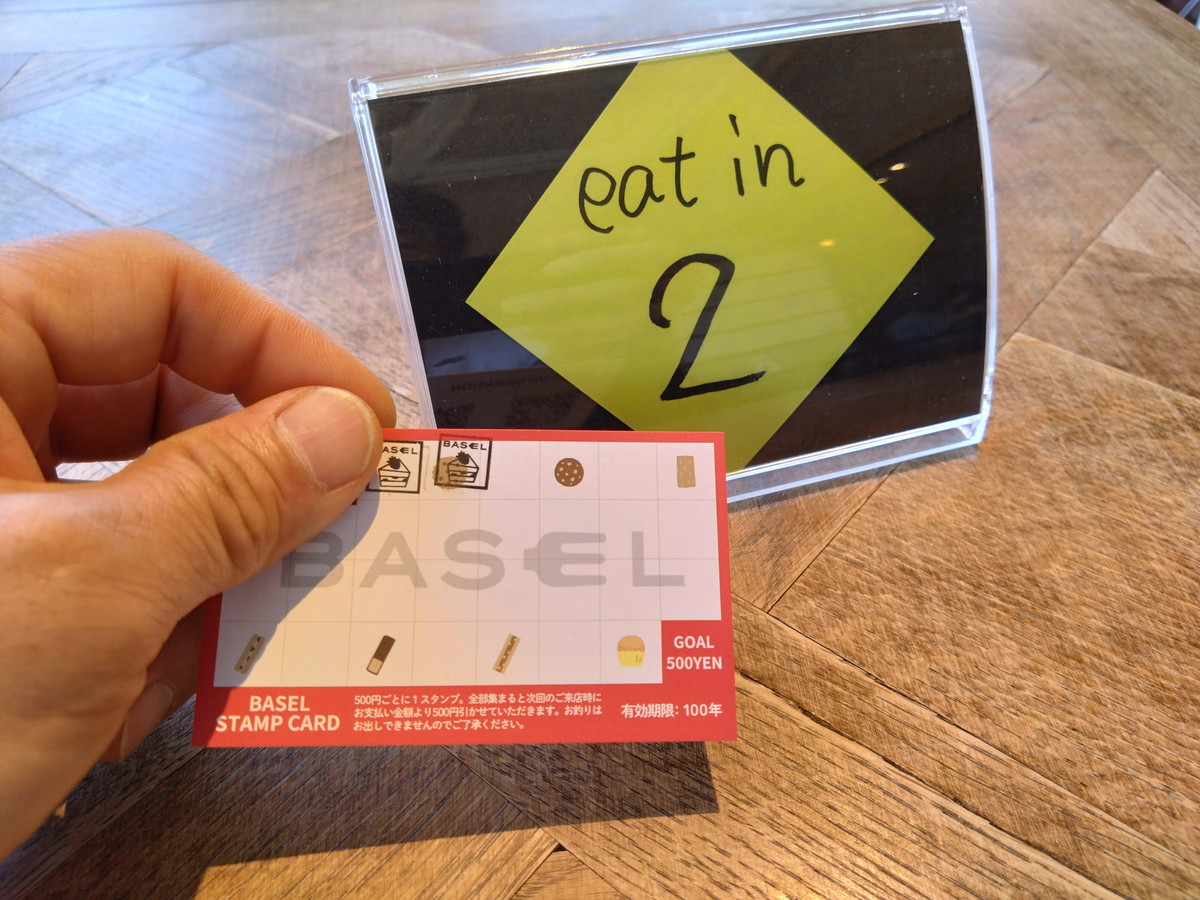 eat in
2
BASEL
BASEL
BASEL
GOAL
500YEN
BASEL
STAMP CARD
500円ごとに1スタンプ。全部集まると次回のご来店時に
お支払い金額より500円引かせていただきます。お釣りは
お出しできませんのでご了承ください。
有効期限：100年